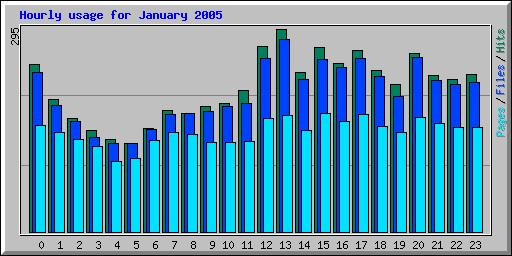 Hourly usage for January 2005
295
Pages/Files/Hits
0 1 2 3 4 5 6 7 8 9 10 11 12 13 14 15 16 17 18 19 20 21 22 23